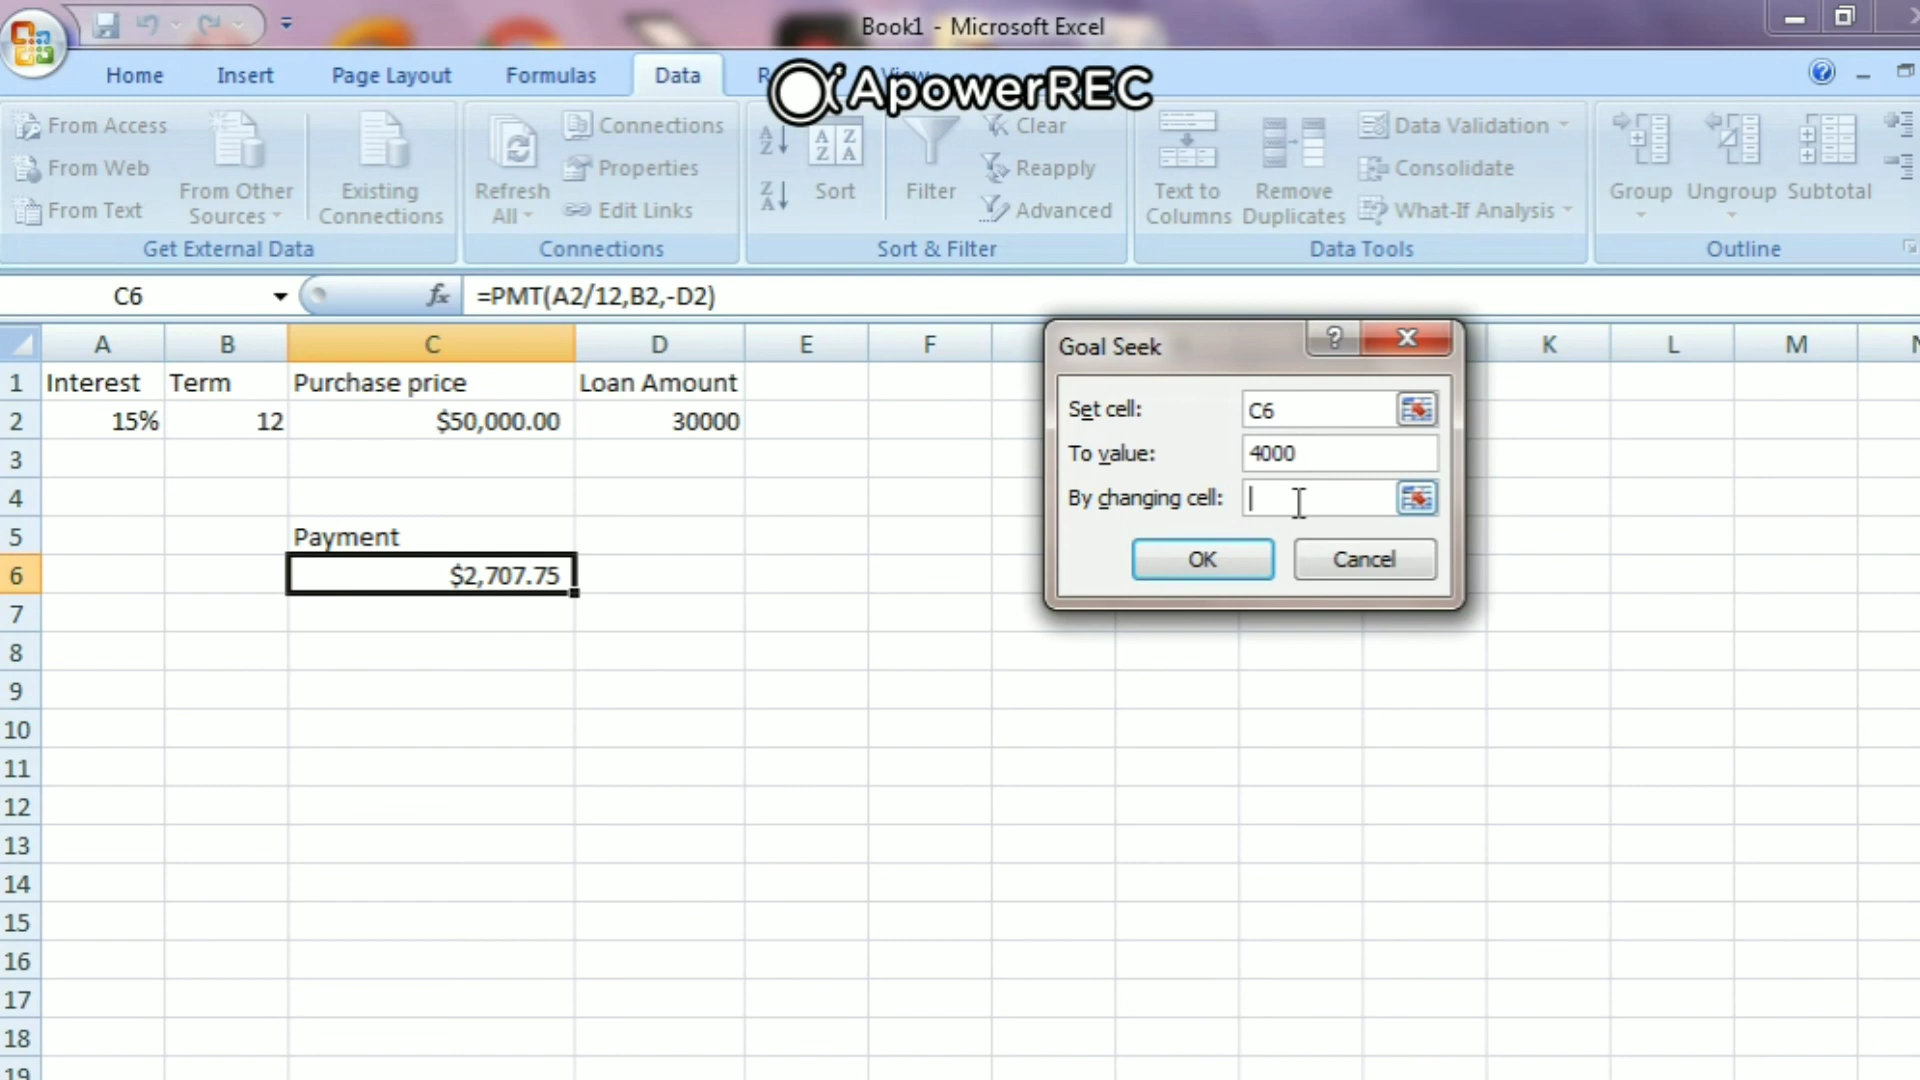 Book1 - Microsoft Excel
Home Insert Page Layout Formulas Data View
ApowerREC
From Access
From Web
From Text
From Other
Sources
Existing
Connections
Get External Data
Refresh
All
Connections
Properties
Edit Links
Connections
Sort
Filter
Clear
Reapply
Advanced
Sort & Filter
Text to
Columns
Remove
Duplicates
Data Validation
Consolidate
What-If Analysis
Data Tools
Group
Ungroup
Subtotal
Outline
C6 fx =PMT(A2/12,B2,-D2)
A B C D E F K L M N
1 Interest Term Purchase price Loan Amount
2 15% 12 $50,000.00 30000
3
4
5 Payment
6 $2,707.75
7
8
9
10
11
12
13
14
15
16
17
18
19
Goal Seek
Set cell: C6
To value: 4000
By changing cell:
OK Cancel